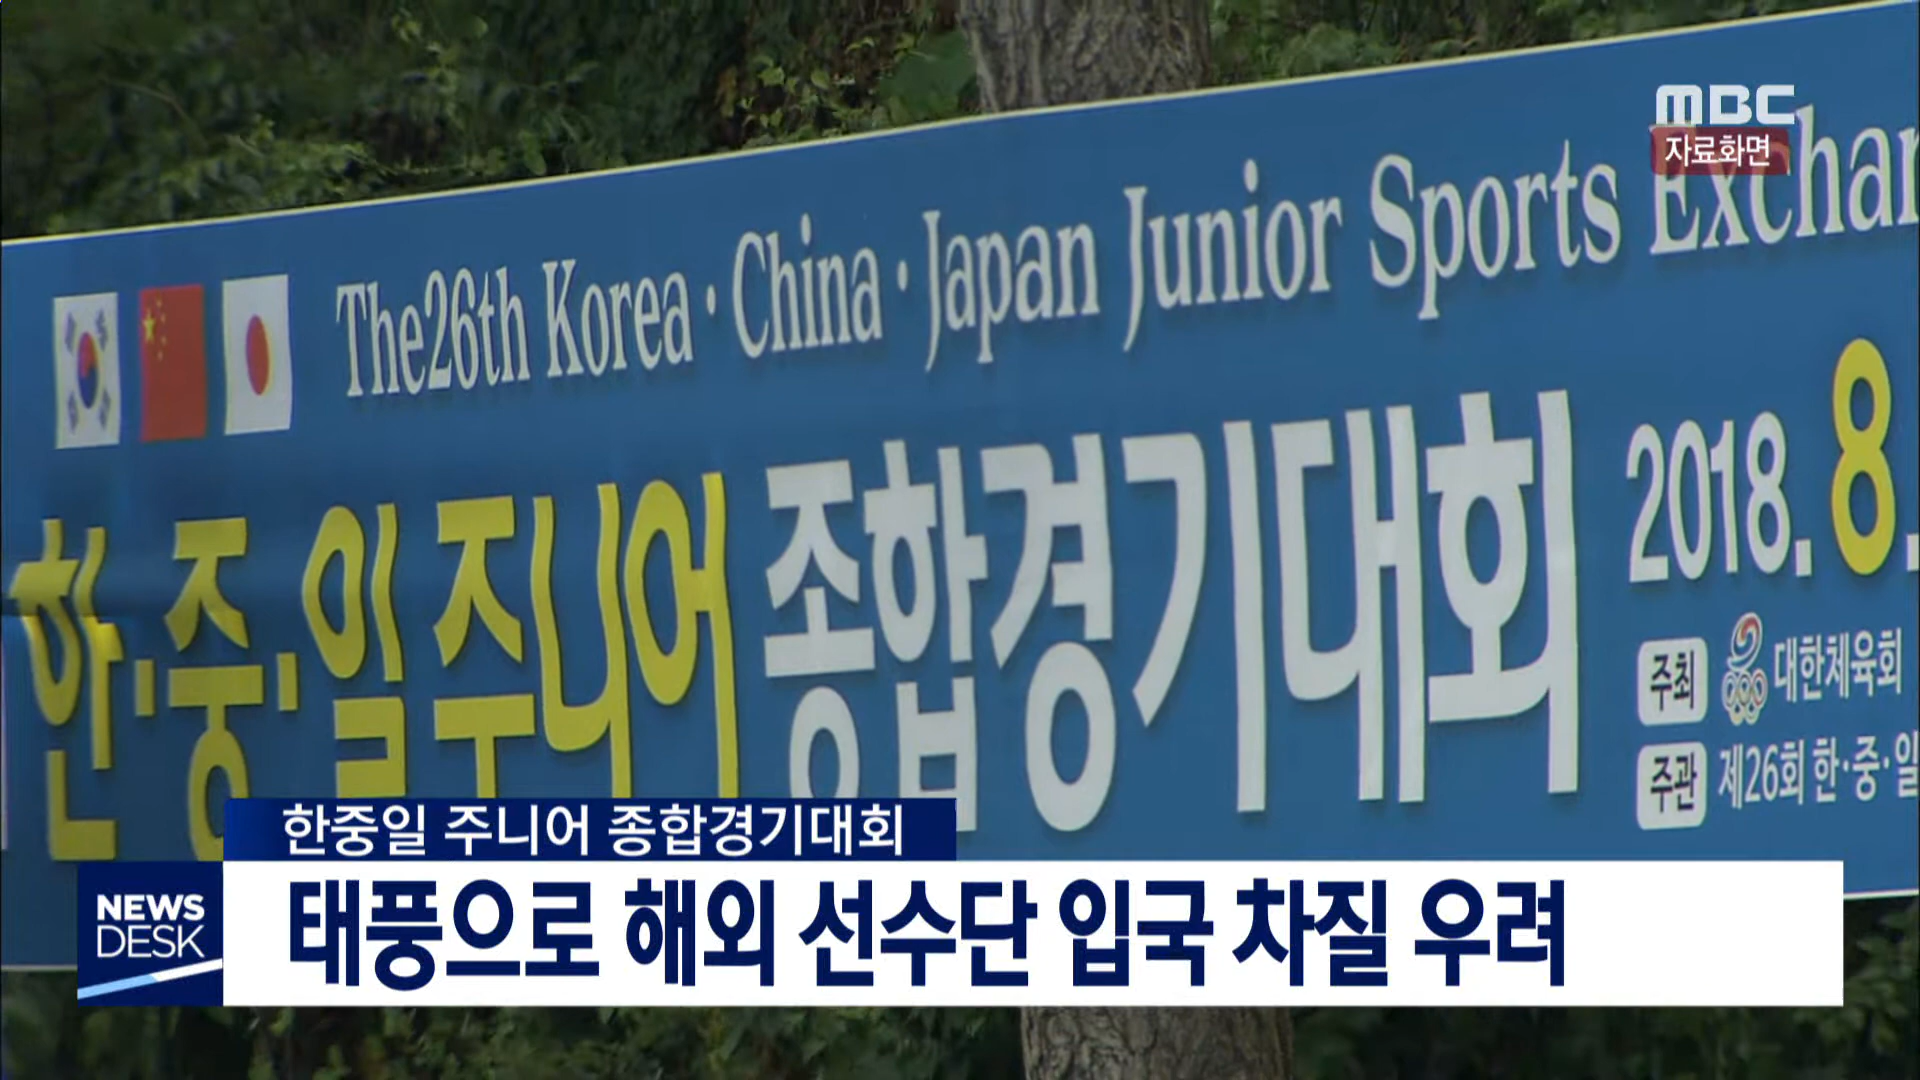 MBC
자료화면
The26th Korea · China · Japan Junior Sports Exchan
한·중·일 주니어 종합경기대회 2018. 8.
주최 대한체육회
주관 제26회 한·중·일
한중일 주니어 종합경기대회
NEWS DESK
태풍으로 해외 선수단 입국 차질 우려